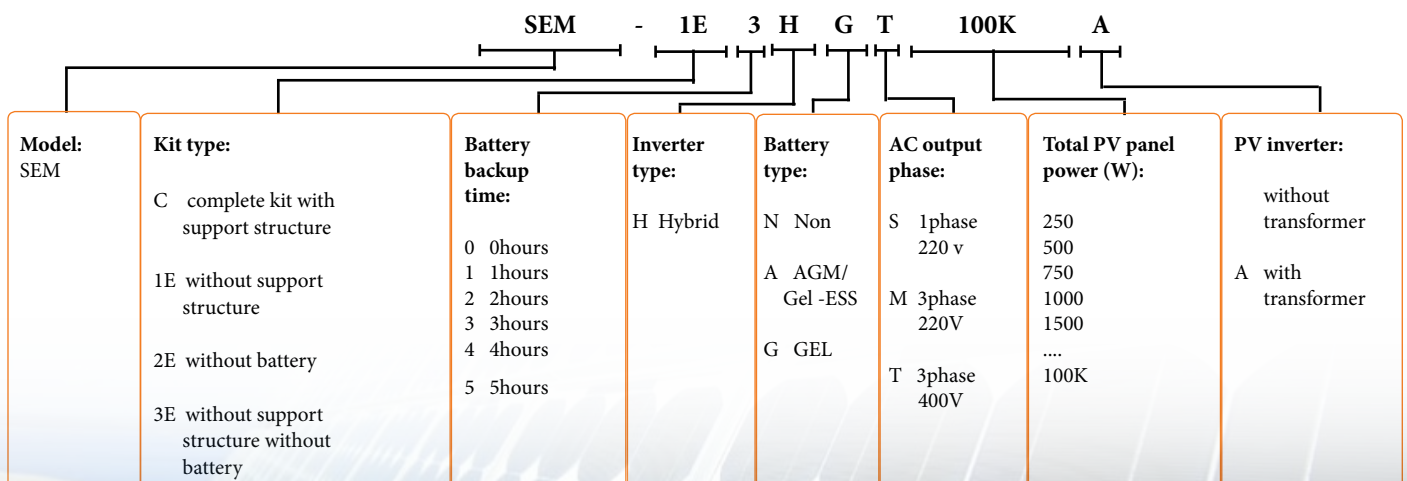 SEM - 1E 3 H G T 100K A
Model:
SEM
Kit type:
C complete kit with
support structure
1E without support
structure
2E without battery
3E without support
structure without
battery
Battery
backup
time:
0 0hours
1 1hours
2 2hours
3 3hours
4 4hours
5 5hours
Inverter
type:
H Hybrid
Battery
type:
N Non
A AGM/
Gel -ESS
G GEL
AC output
phase:
S 1phase
220 v
M 3phase
220V
T 3phase
400V
Total PV panel
power (W):
250
500
750
1000
1500
....
100K
PV inverter:
without
transformer
A with
transformer